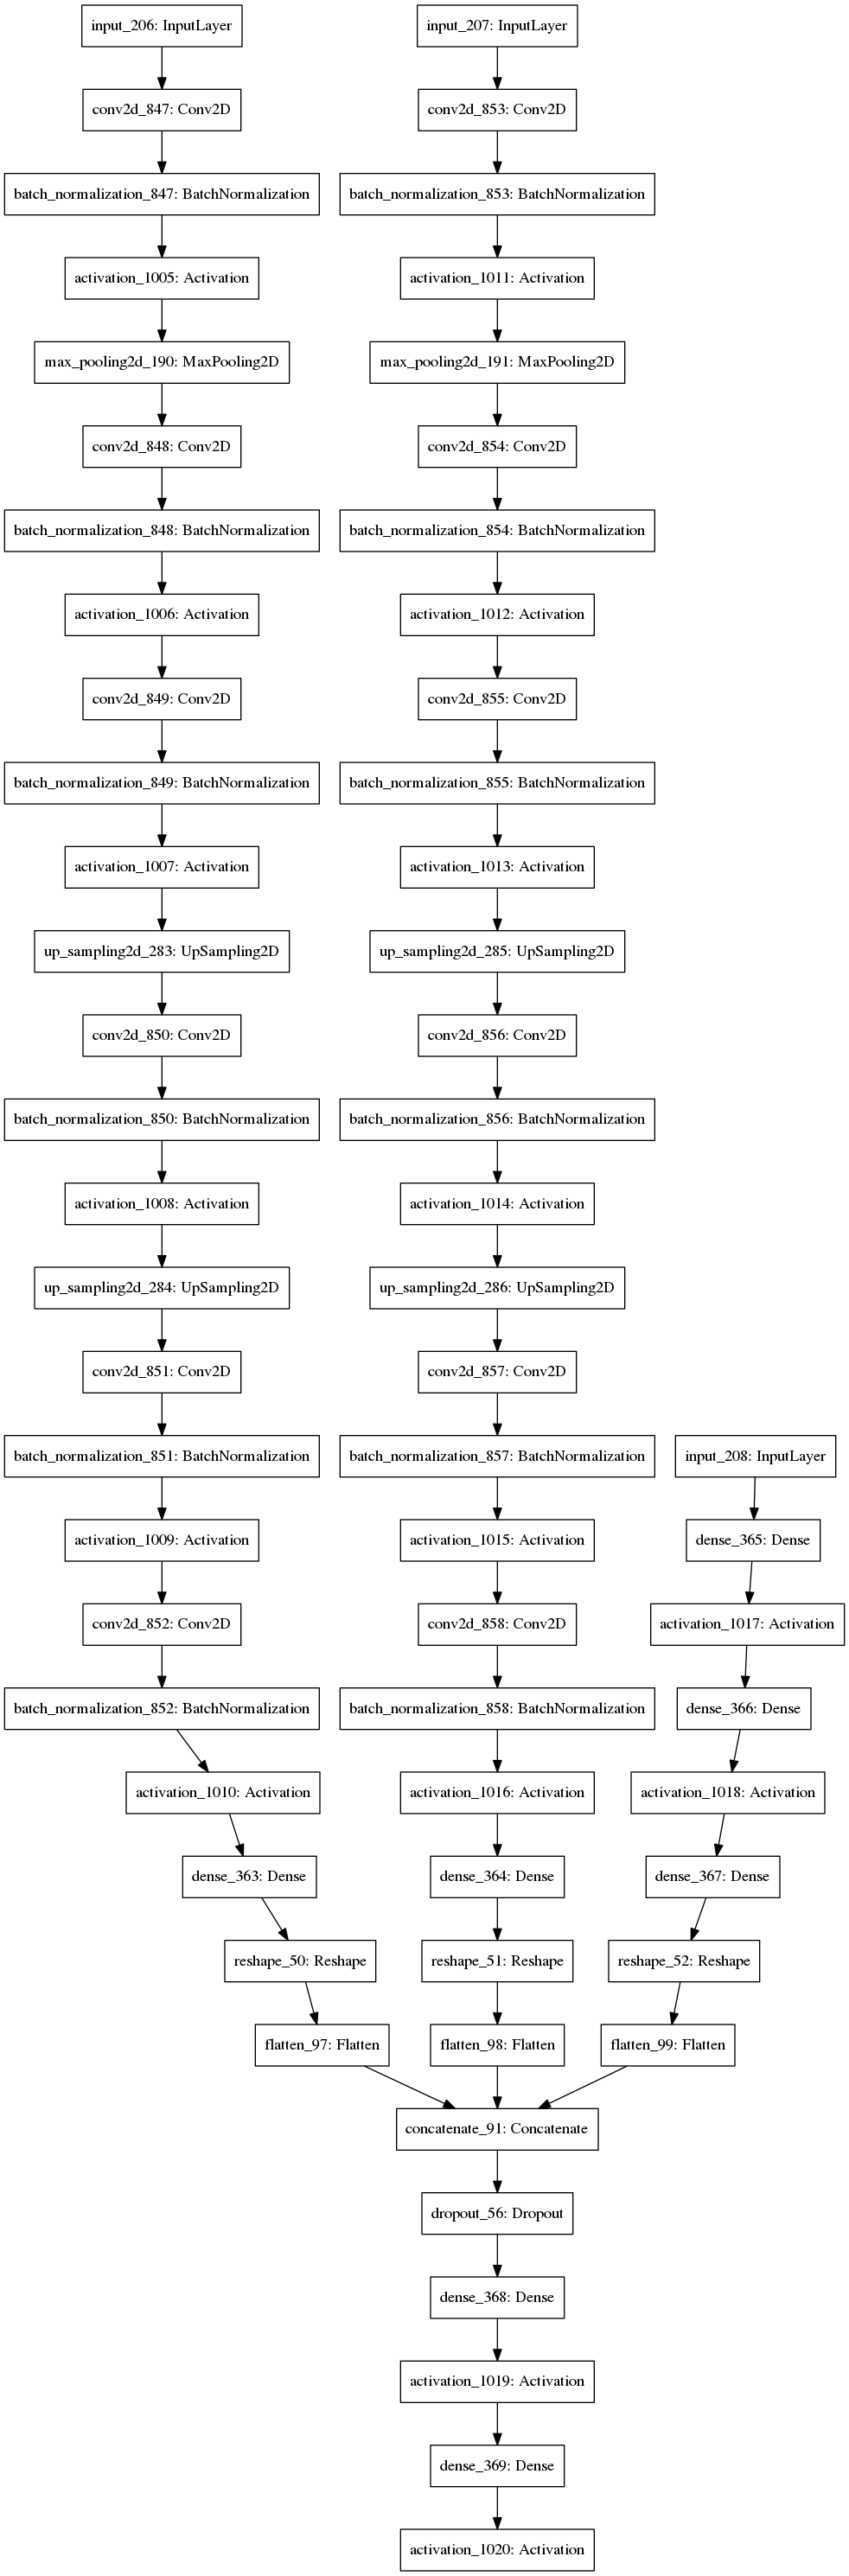 input_206: InputLayer
input_207: InputLayer
conv2d_847: Conv2D
conv2d_853: Conv2D
batch_normalization_847: BatchNormalization
batch_normalization_853: BatchNormalization
activation_1005: Activation
activation_1011: Activation
max_pooling2d_190: MaxPooling2D
max_pooling2d_191: MaxPooling2D
conv2d_848: Conv2D
conv2d_854: Conv2D
batch_normalization_848: BatchNormalization
batch_normalization_854: BatchNormalization
activation_1006: Activation
activation_1012: Activation
conv2d_849: Conv2D
conv2d_855: Conv2D
batch_normalization_849: BatchNormalization
batch_normalization_855: BatchNormalization
activation_1007: Activation
activation_1013: Activation
up_sampling2d_283: UpSampling2D
up_sampling2d_285: UpSampling2D
conv2d_850: Conv2D
conv2d_856: Conv2D
batch_normalization_850: BatchNormalization
batch_normalization_856: BatchNormalization
activation_1008: Activation
activation_1014: Activation
up_sampling2d_284: UpSampling2D
up_sampling2d_286: UpSampling2D
conv2d_851: Conv2D
conv2d_857: Conv2D
batch_normalization_851: BatchNormalization
batch_normalization_857: BatchNormalization
input_208: InputLayer
activation_1009: Activation
activation_1015: Activation
dense_365: Dense
conv2d_852: Conv2D
conv2d_858: Conv2D
activation_1017: Activation
batch_normalization_852: BatchNormalization
batch_normalization_858: BatchNormalization
dense_366: Dense
activation_1010: Activation
activation_1016: Activation
activation_1018: Activation
dense_363: Dense
dense_364: Dense
dense_367: Dense
reshape_50: Reshape
reshape_51: Reshape
reshape_52: Reshape
flatten_97: Flatten
flatten_98: Flatten
flatten_99: Flatten
concatenate_91: Concatenate
dropout_56: Dropout
dense_368: Dense
activation_1019: Activation
dense_369: Dense
activation_1020: Activation